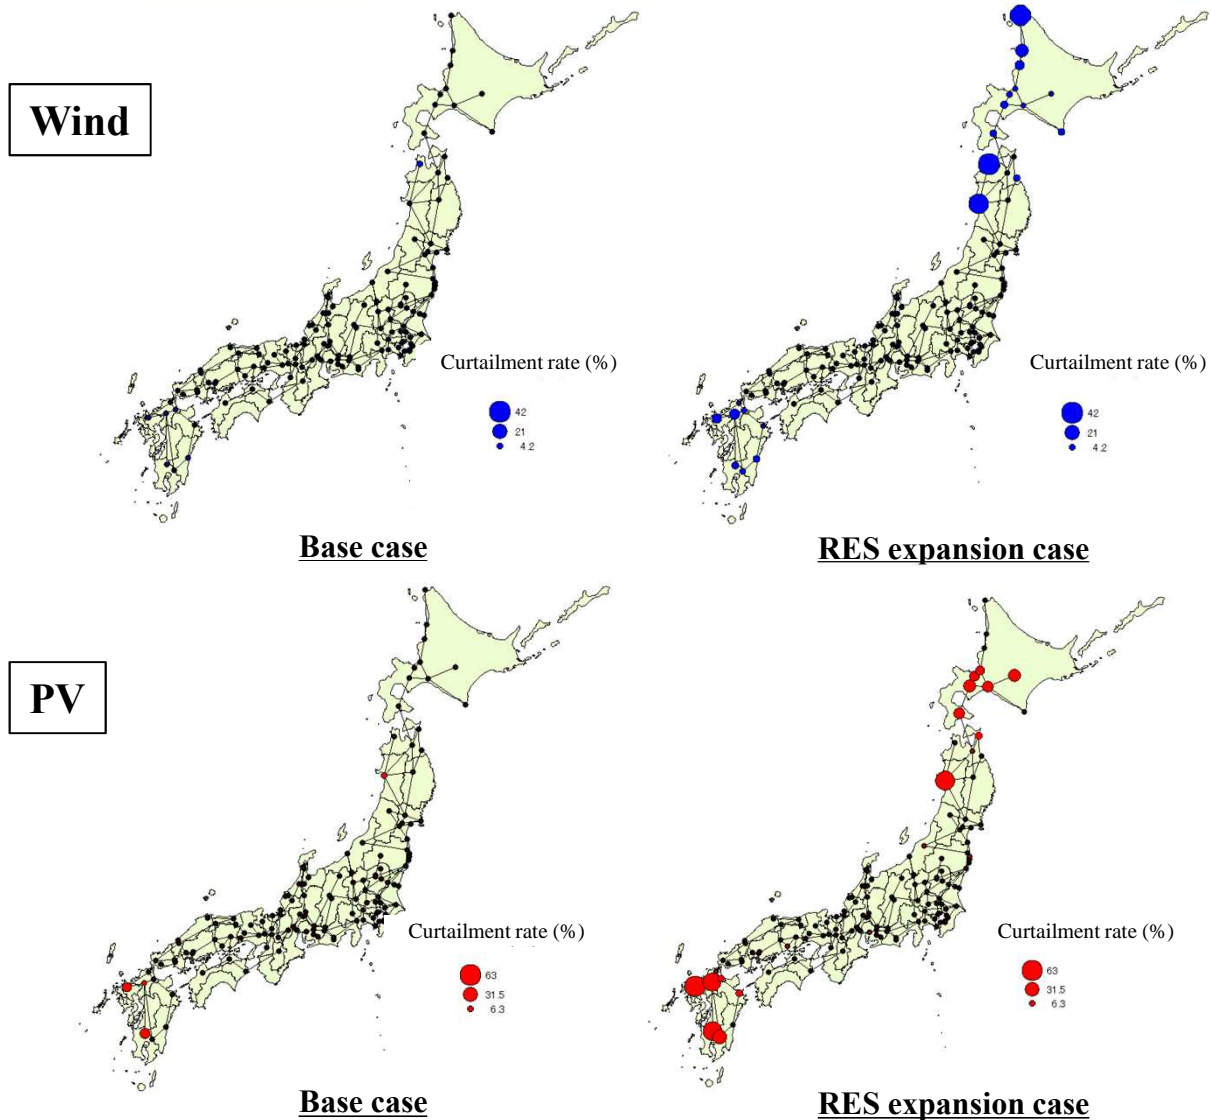 Wind
Curtailment rate (%)
42
21
4.2
Base case
Curtailment rate (%)
42
21
4.2
RES expansion case
PV
Curtailment rate (%)
63
31.5
6.3
Base case
Curtailment rate (%)
63
31.5
6.3
RES expansion case